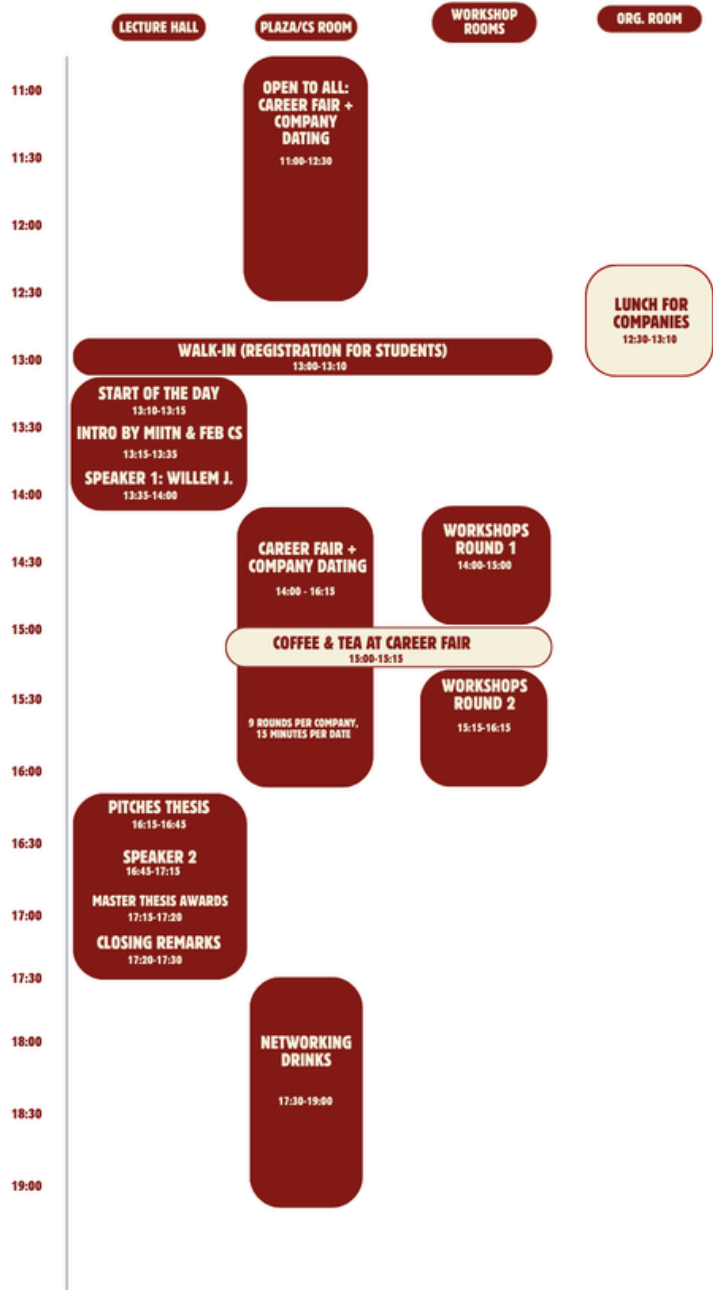 LECTURE HALL
PLAZA/CS ROOM
WORKSHOP
ROOMS
ORG. ROOM
11:00
OPEN TO ALL:
CAREER FAIR +
COMPANY
DATING
11:00-12:30
11:30
12:00
12:30
LUNCH FOR
COMPANIES
12:30-13:10
13:00
WALK-IN (REGISTRATION FOR STUDENTS)
13:00-13:10
START OF THE DAY
13:10-13:15
13:30
INTRO BY MIITN & FEB CS
13:15-13:35
SPEAKER 1: WILLEM J.
13:35-14:00
14:00
CAREER FAIR +
COMPANY DATING
14:00 - 16:15
WORKSHOPS
ROUND 1
14:00-15:00
14:30
15:00
COFFEE & TEA AT CAREER FAIR
15:00-15:15
15:30
WORKSHOPS
ROUND 2
15:15-16:15
9 ROUNDS PER COMPANY,
15 MINUTES PER DATE
16:00
PITCHES THESIS
16:15-16:45
16:30
SPEAKER 2
16:45-17:15
MASTER THESIS AWARDS
17:15-17:20
17:00
CLOSING REMARKS
17:20-17:30
17:30
18:00
NETWORKING
DRINKS
17:30-19:00
18:30
19:00